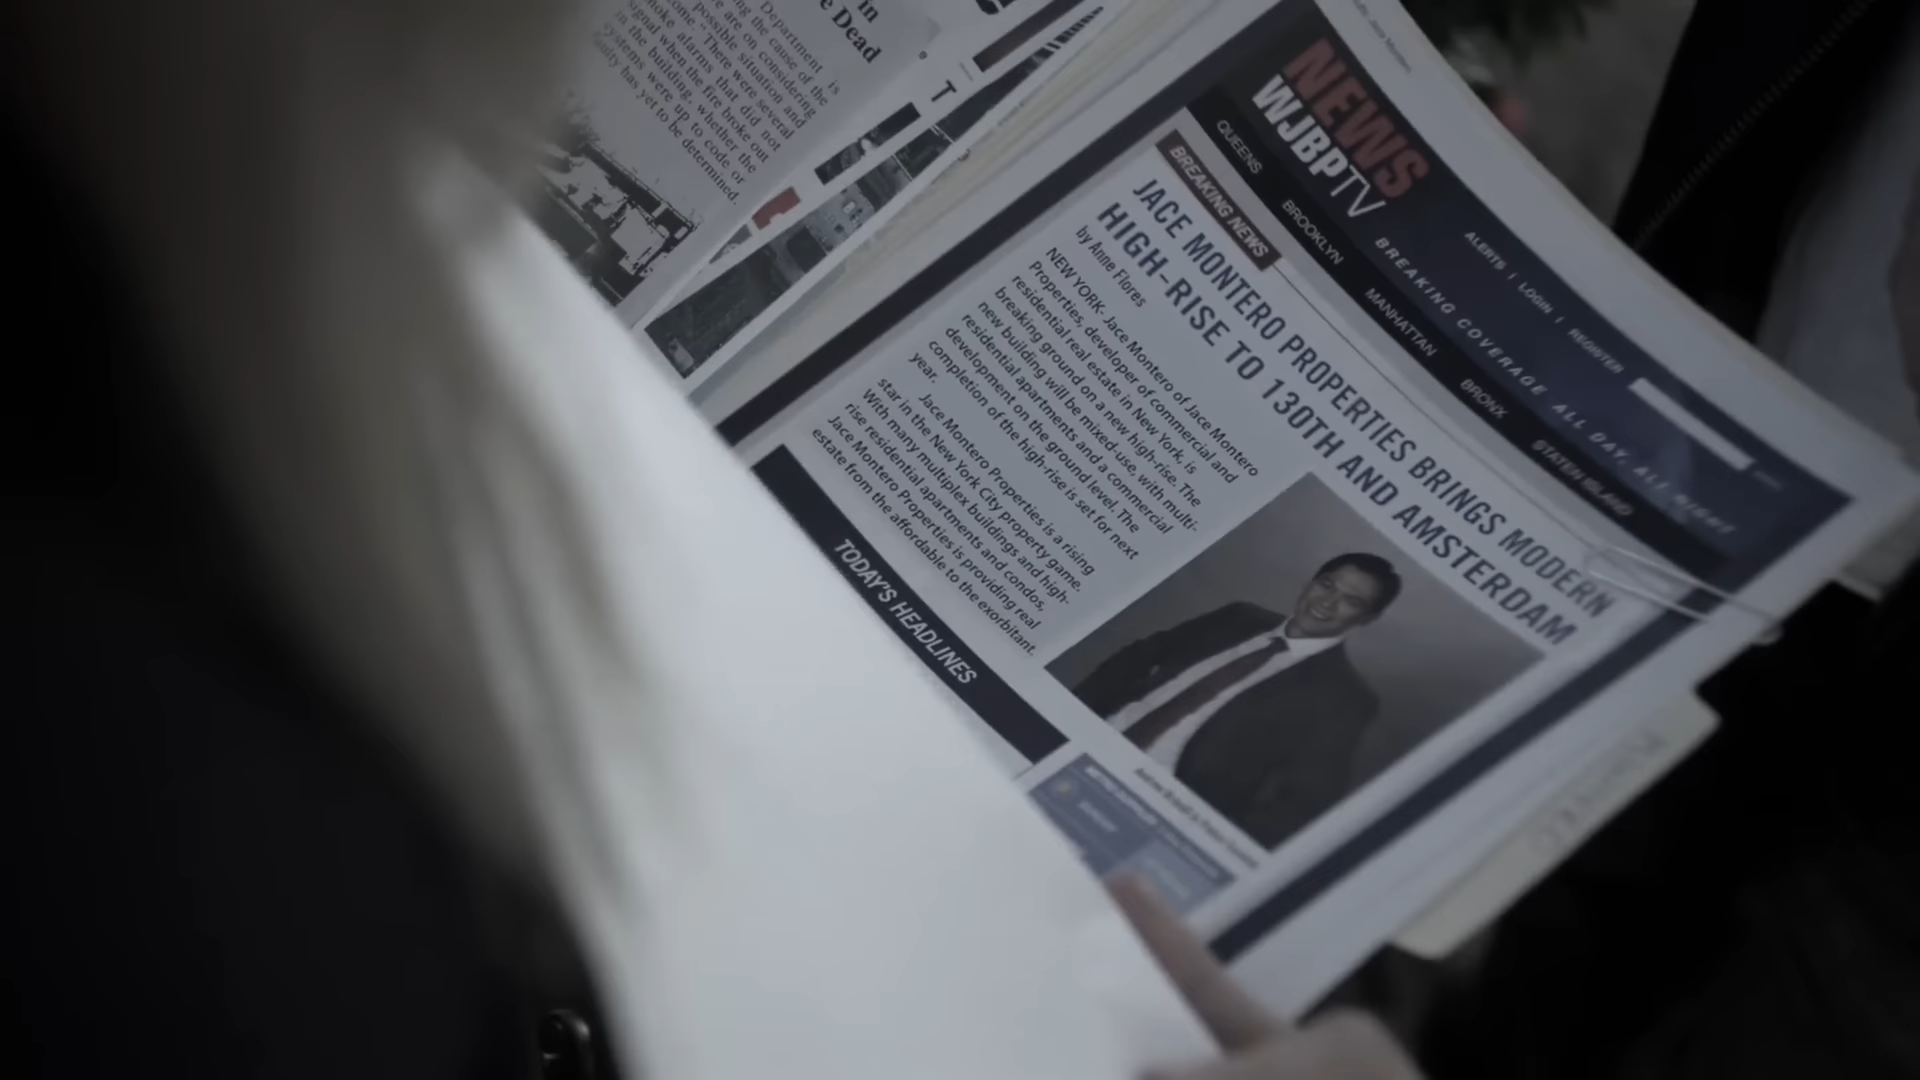 in
e Dead
Department is
ng the cause of the
re are on considering
possible situation and
come." There were several
moke alarms that did not
signal when the fire broke out
in the building, whether the
systems were up to code or
faulty has yet to be determined.
T
NEWS
WJBPTV
ALERTS | LOGIN | REGISTER
BREAKING COVERAGE ALL DAY, ALL NIGHT
QUEENS
BROOKLYN
MANHATTAN
BRONX
STATEN ISLAND
BREAKING NEWS
JACE MONTERO PROPERTIES BRINGS MODERN
HIGH-RISE TO 130TH AND AMSTERDAM
by Anne Flores
NEW YORK- Jace Montero of Jace Montero
Properties, developer of commercial and
residential real estate in New York, is
breaking ground on a new high-rise. The
new building will be mixed-use, with multi-
residential apartments and a commercial
development on the ground level. The
completion of the high-rise is set for next
year.
Jace Montero Properties is a rising
star in the New York City property game.
With many multiplex buildings and high-
rise residential apartments and condos,
Jace Montero Properties is providing real
estate from the affordable to the exorbitant.
TODAY'S HEADLINES